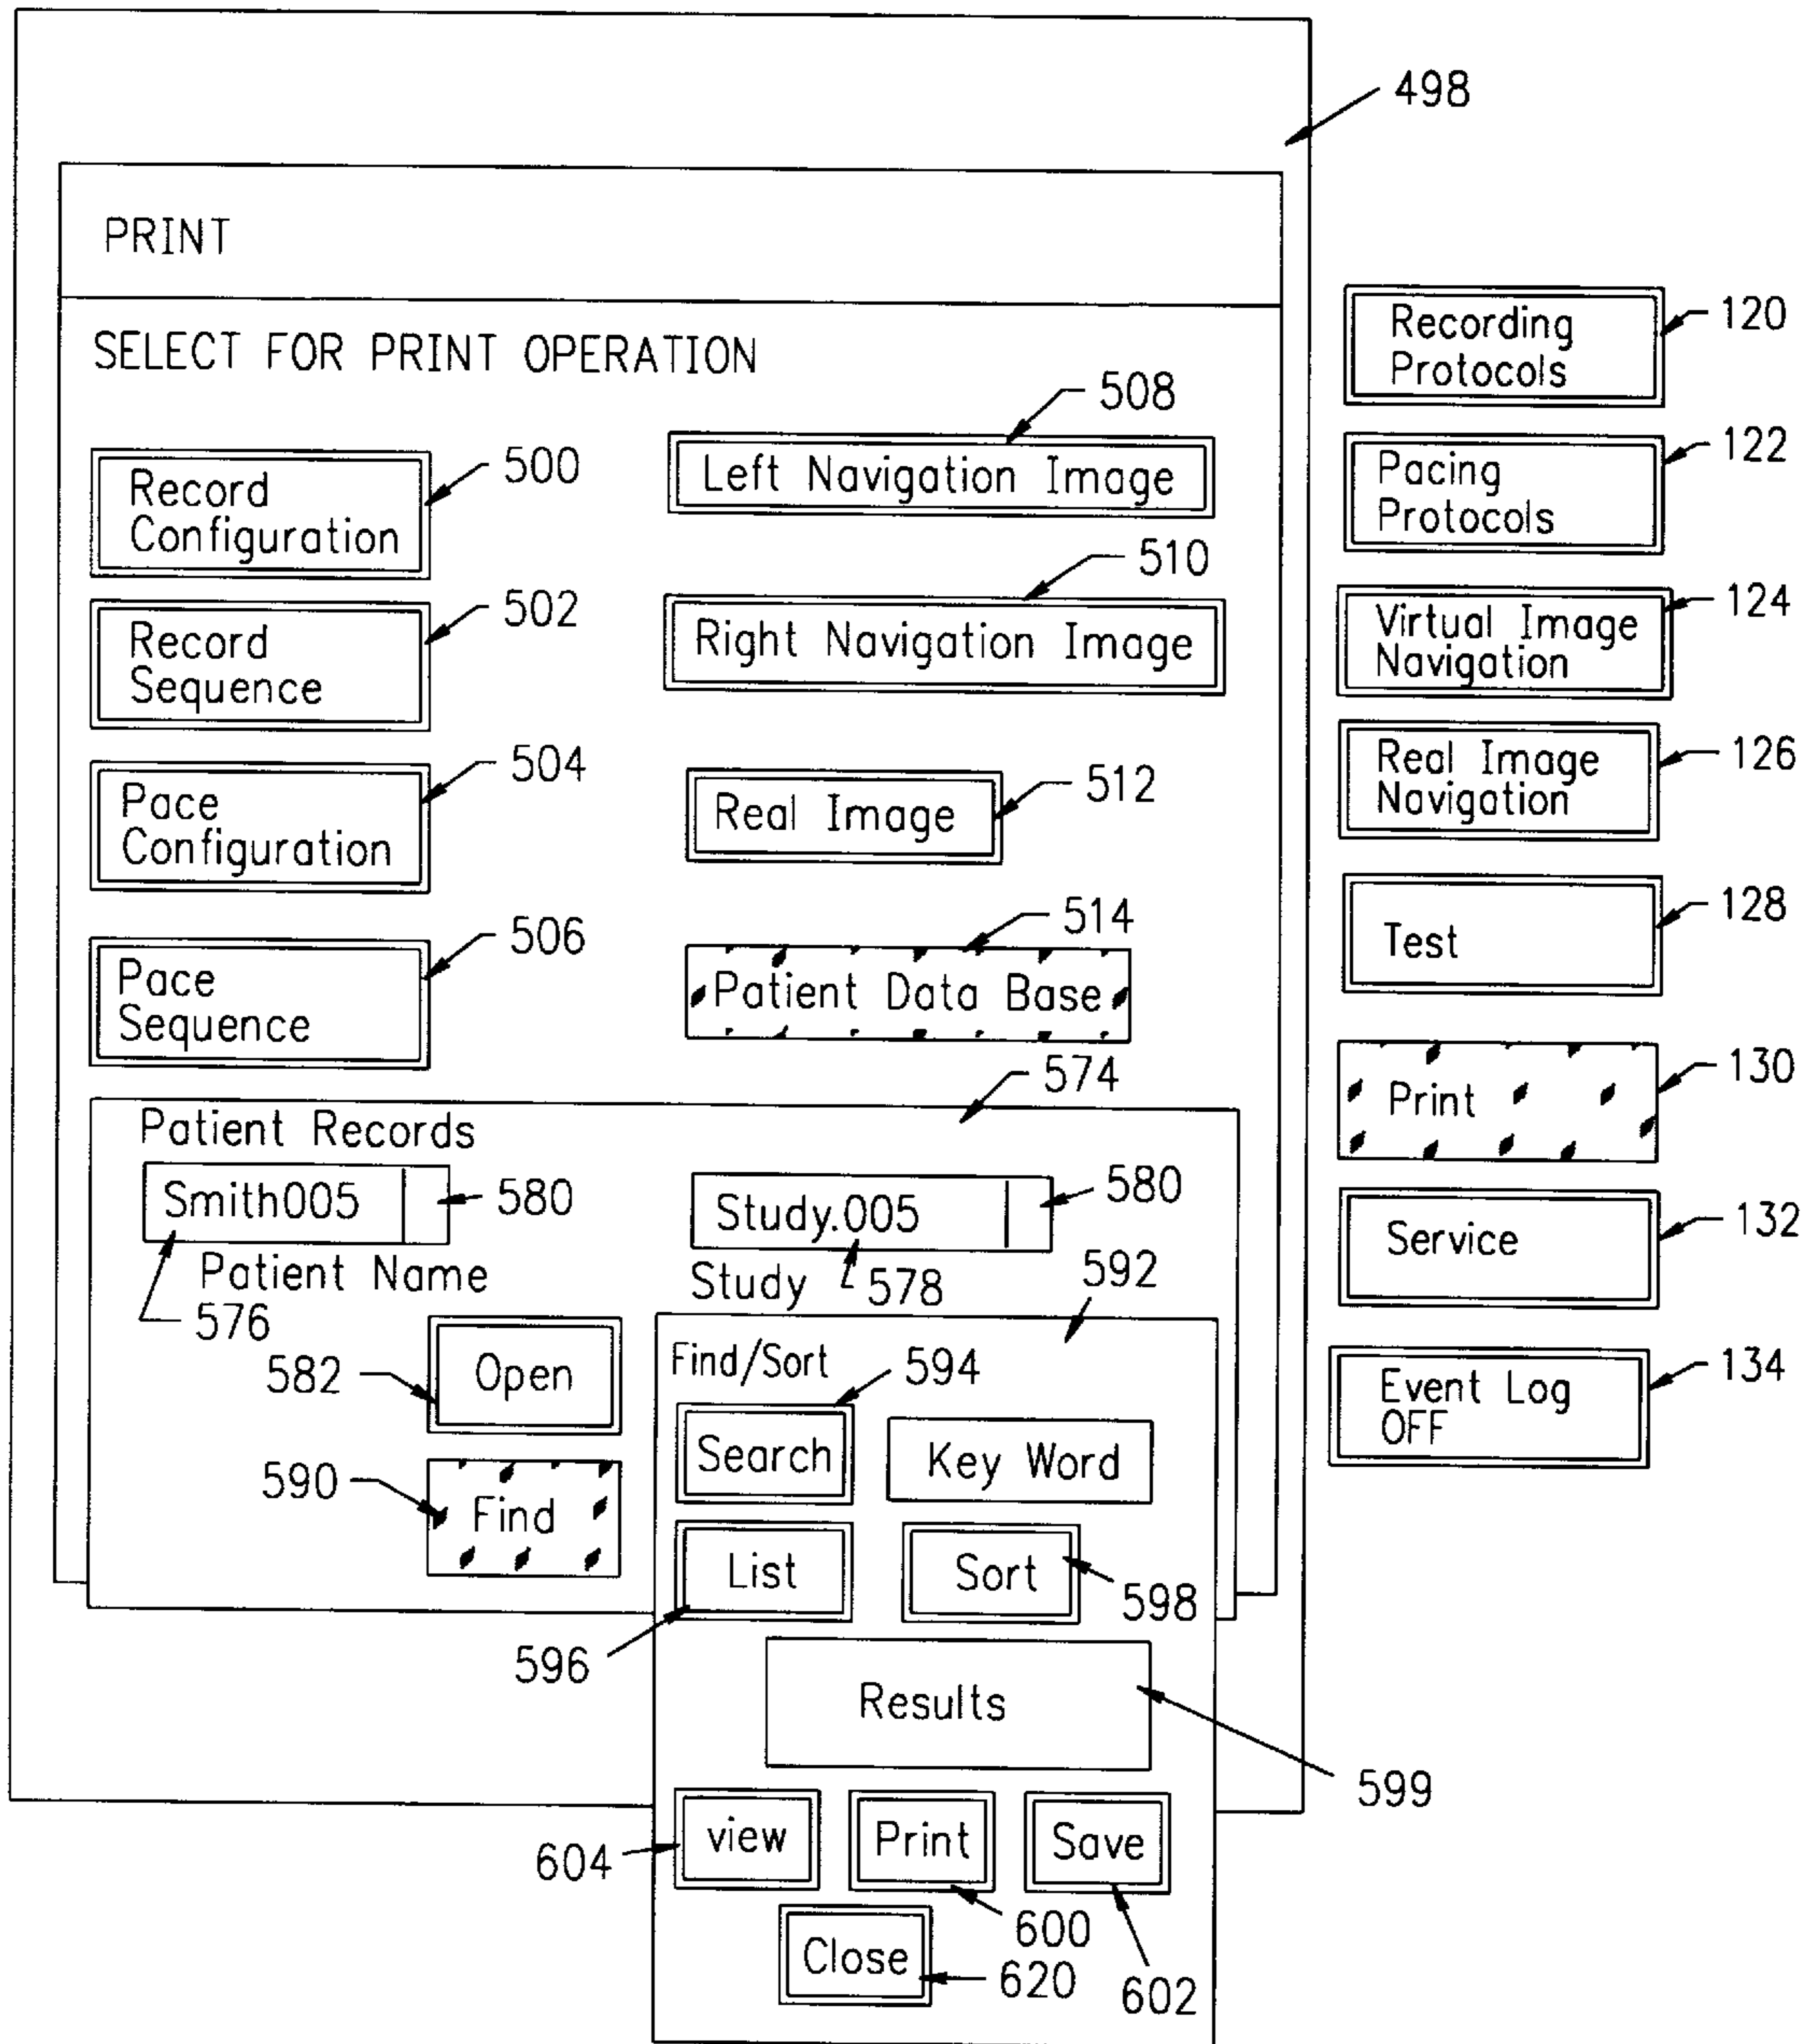 498
PRINT
SELECT FOR PRINT OPERATION
Record
Configuration
500
Left Navigation Image
508
Record
Sequence
502
Right Navigation Image
510
Pace
Configuration
504
Real Image
512
Pace
Sequence
506
Patient Data Base
514
Recording
Protocols
120
Pacing
Protocols
122
Virtual Image
Navigation
124
Real Image
Navigation
126
Test
128
Print
130
Service
132
Event Log
OFF
134
574
Patient Records
Smith005
580
Study.005
580
Patient Name
576
Study
578
592
Open
582
Find
590
Find/Sort
594
Search
Key Word
List
596
Sort
598
Results
599
view
604
Print
600
Save
602
Close
620